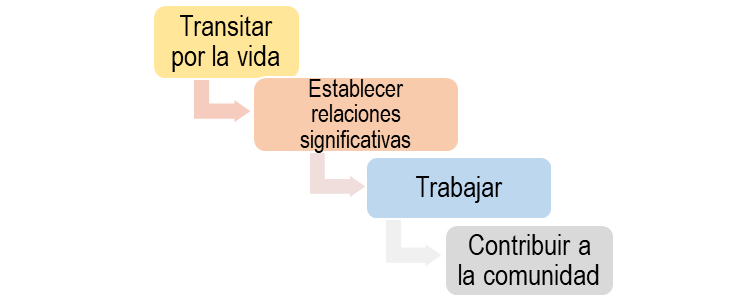 Transitar
por la vida
Establecer
relaciones
significativas
Trabajar
Contribuir a
la comunidad